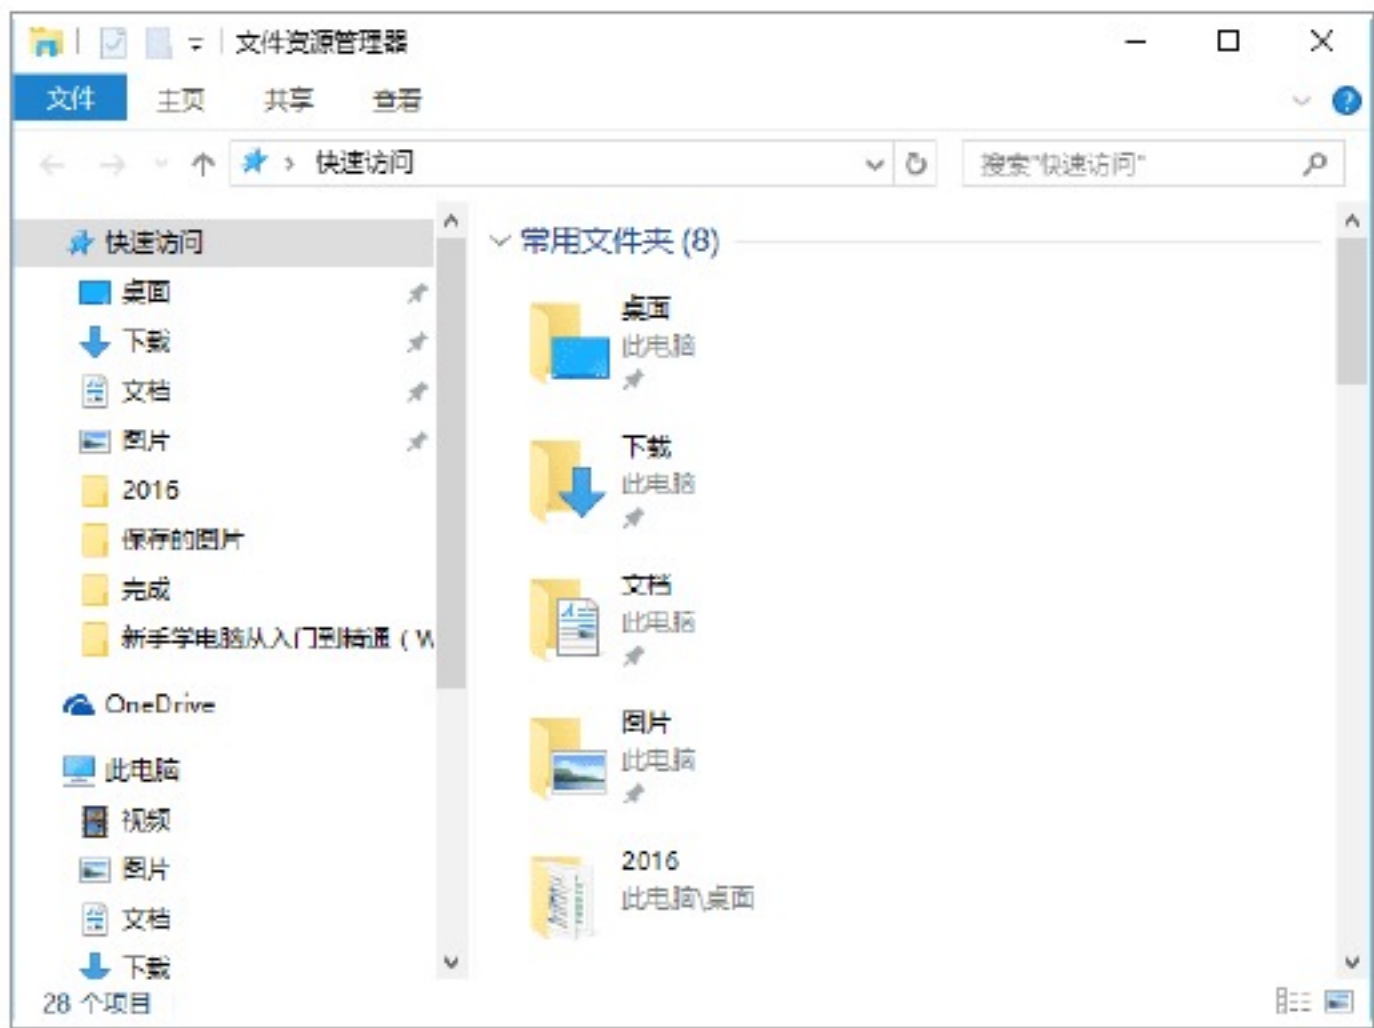 文件资源管理器
文件 主页 共享 查看
快速访问 搜索"快速访问"
快速访问
桌面
下载
文档
图片
2016
保存的图片
完成
新手学电脑从入门到精通（W
OneDrive
此电脑
视频
图片
文档
下载
常用文件夹 (8)
桌面
此电脑
下载
此电脑
文档
此电脑
图片
此电脑
2016
此电脑\桌面
28 个项目